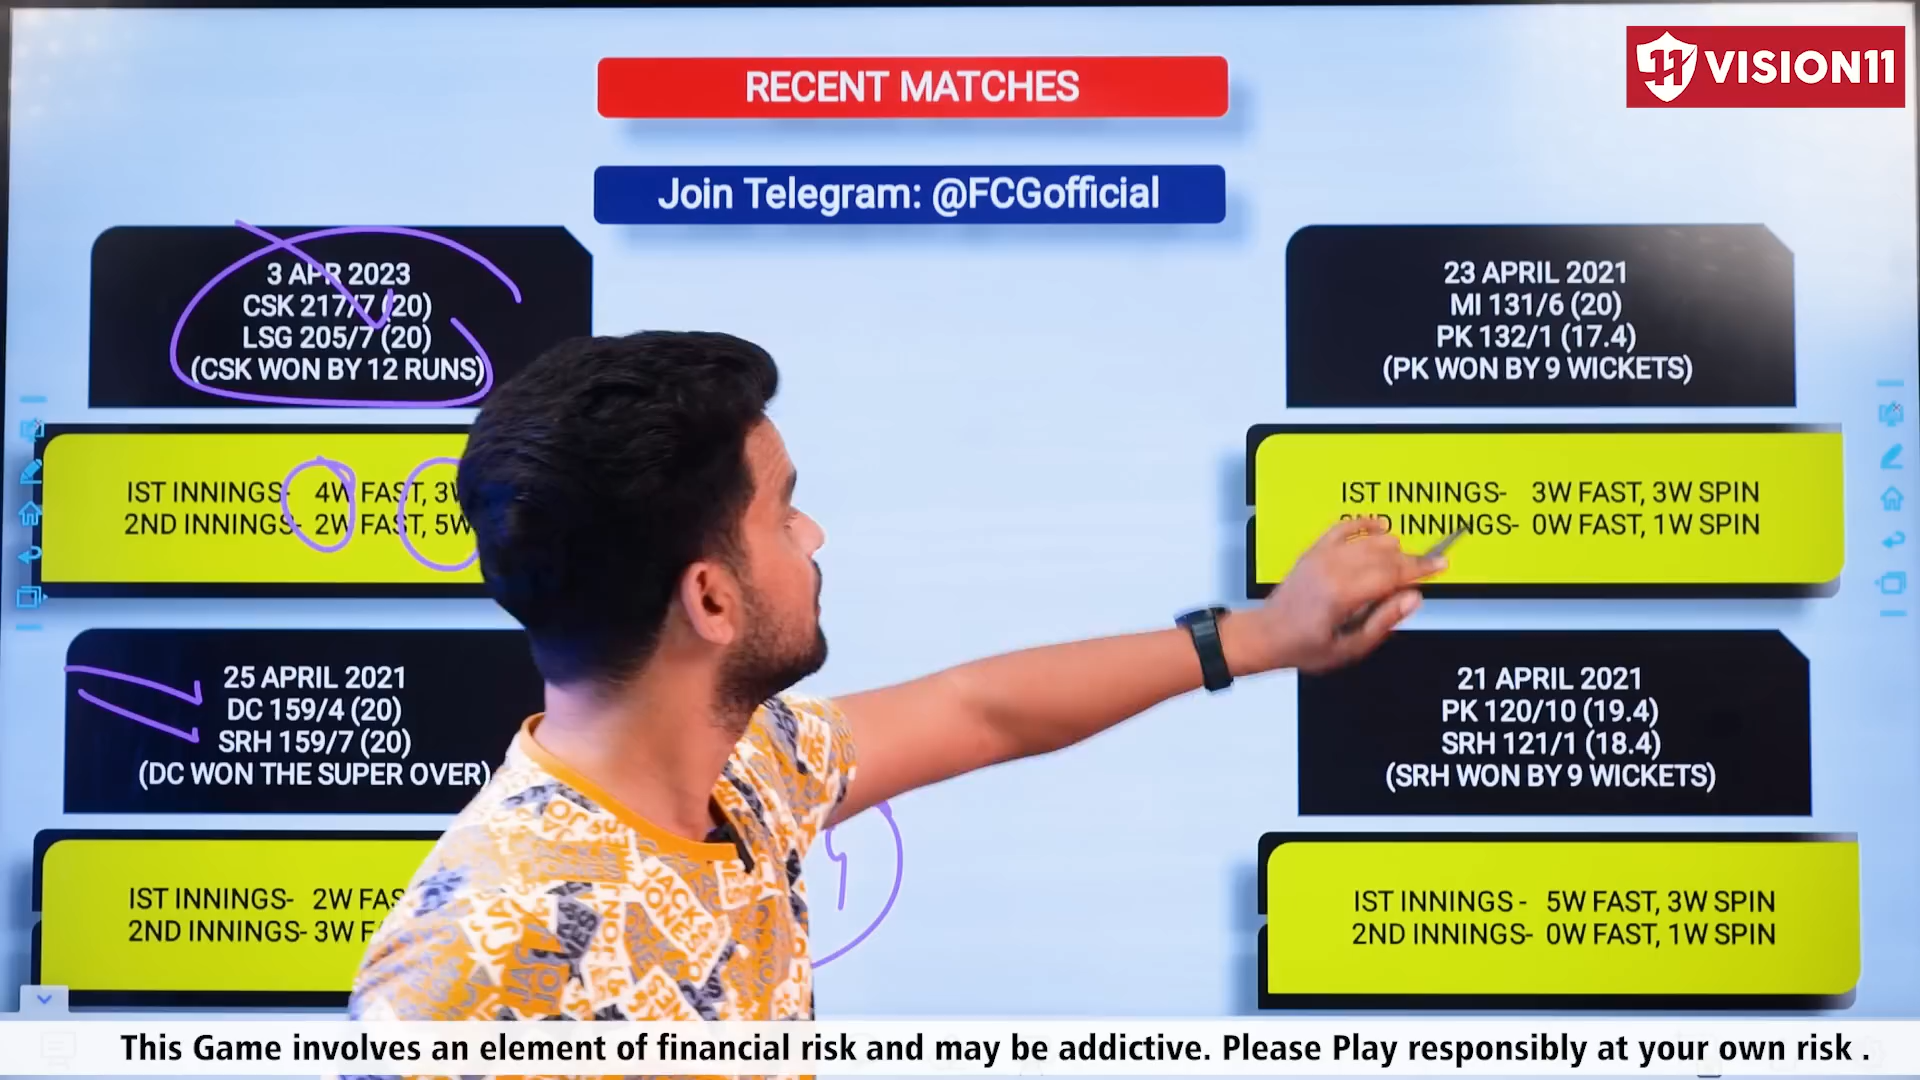 RECENT MATCHES
Join Telegram: @FCGofficial
11 VISION11
3 APR 2023
CSK 217/7 (20)
LSG 205/7 (20)
(CSK WON BY 12 RUNS)
IST INNINGS- 4W FAST, 3W
2ND INNINGS- 2W FAST, 5W
25 APRIL 2021
DC 159/4 (20)
SRH 159/7 (20)
(DC WON THE SUPER OVER)
IST INNINGS- 2W FAS
2ND INNINGS- 3W F
23 APRIL 2021
MI 131/6 (20)
PK 132/1 (17.4)
(PK WON BY 9 WICKETS)
IST INNINGS- 3W FAST, 3W SPIN
2ND INNINGS- 0W FAST, 1W SPIN
21 APRIL 2021
PK 120/10 (19.4)
SRH 121/1 (18.4)
(SRH WON BY 9 WICKETS)
IST INNINGS - 5W FAST, 3W SPIN
2ND INNINGS- 0W FAST, 1W SPIN
JACK & JONES
This Game involves an element of financial risk and may be addictive. Please Play responsibly at your own risk .